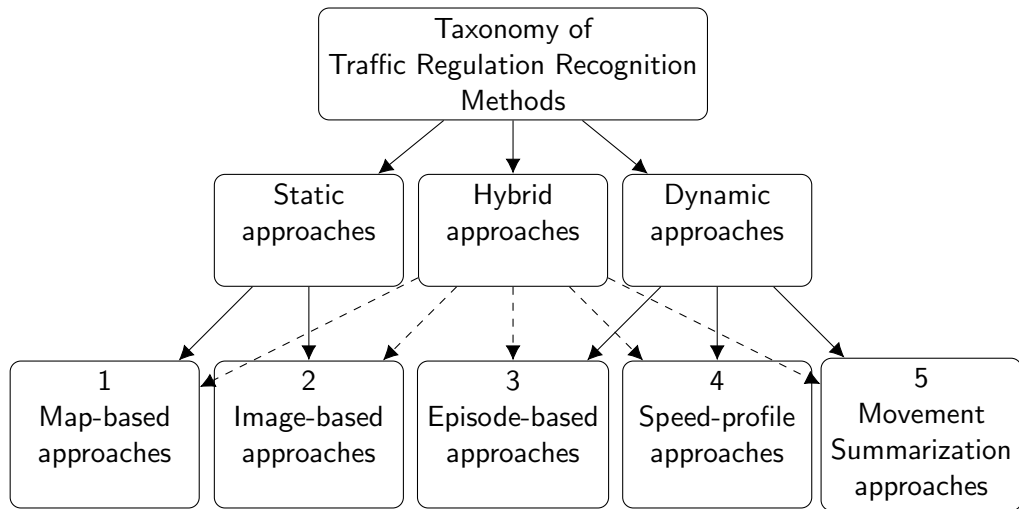 Taxonomy of
Traffic Regulation Recognition
Methods
Static
approaches
Hybrid
approaches
Dynamic
approaches
1
Map-based
approaches
2
Image-based
approaches
3
Episode-based
approaches
4
Speed-profile
approaches
5
Movement
Summarization
approaches